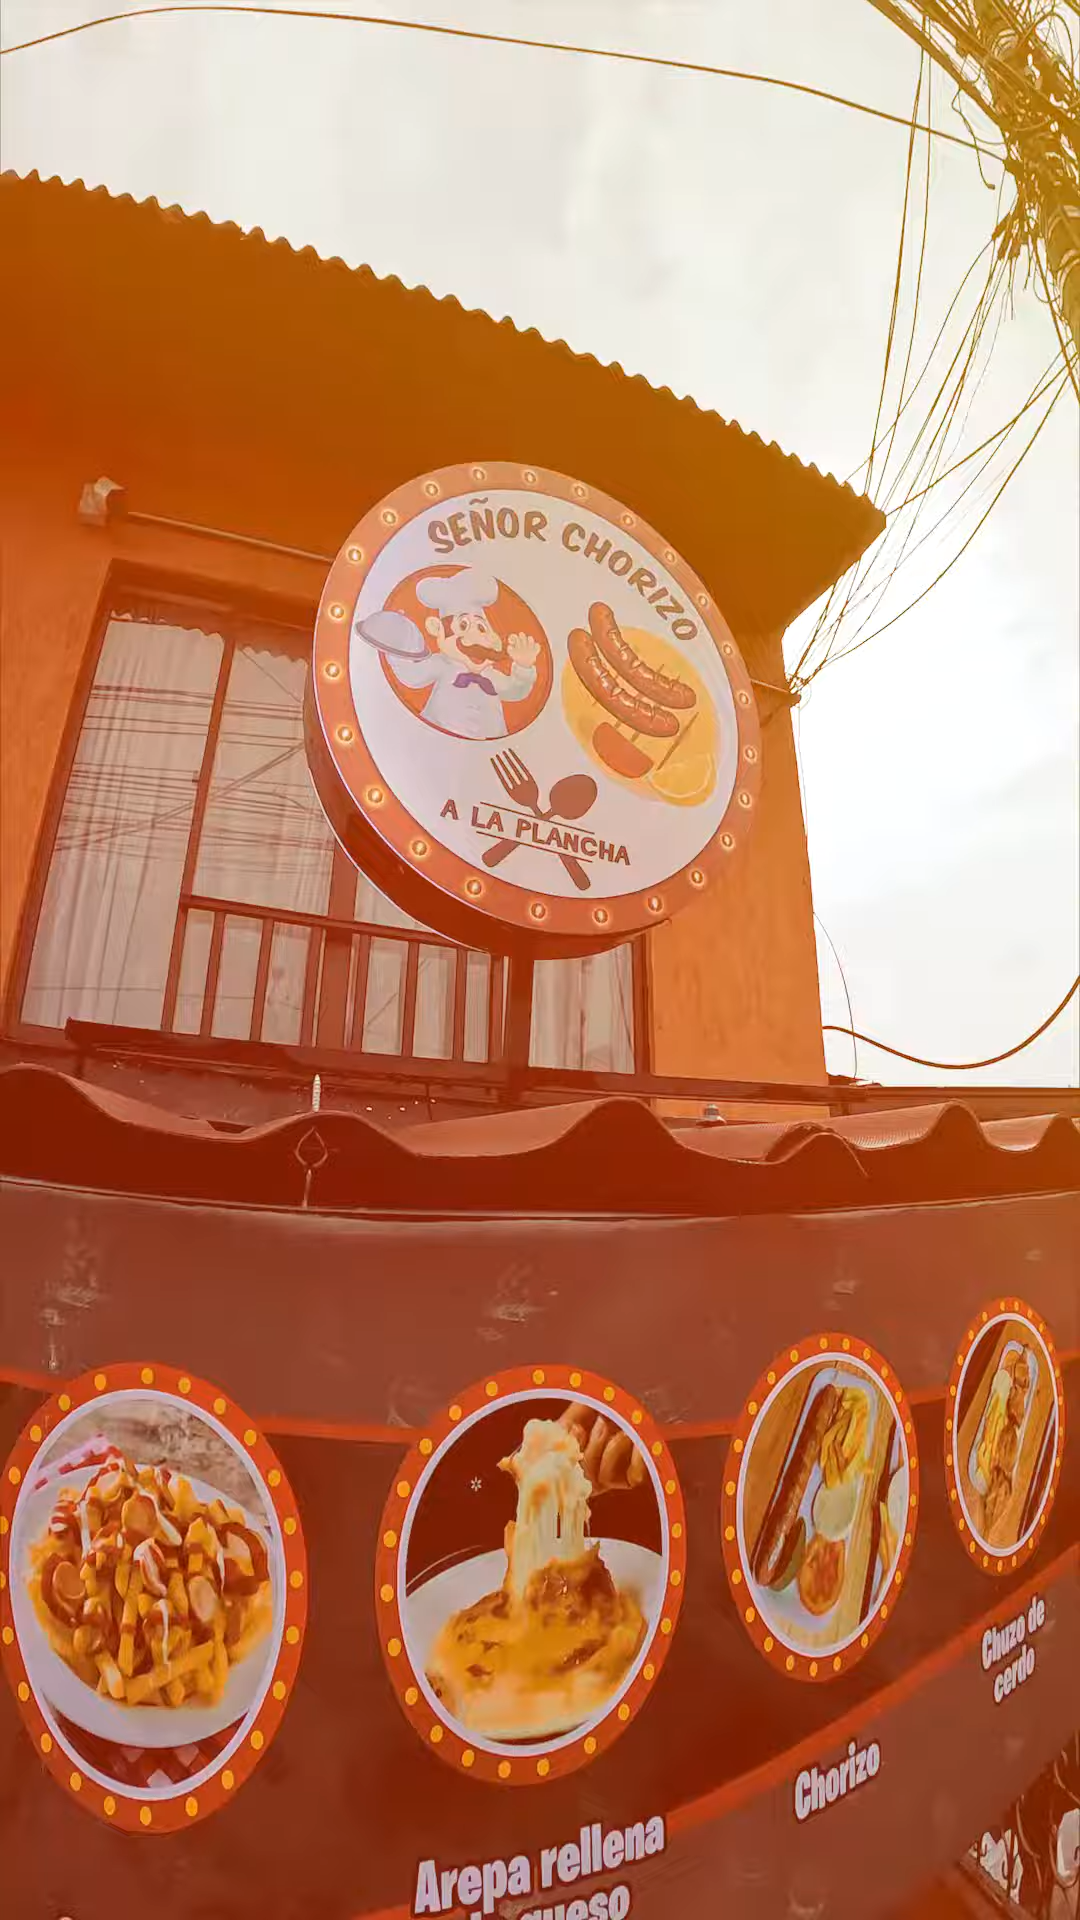 SEÑOR CHORIZO
A LA PLANCHA
Arepa rellena
queso
Chorizo
Chuzo de
cerdo